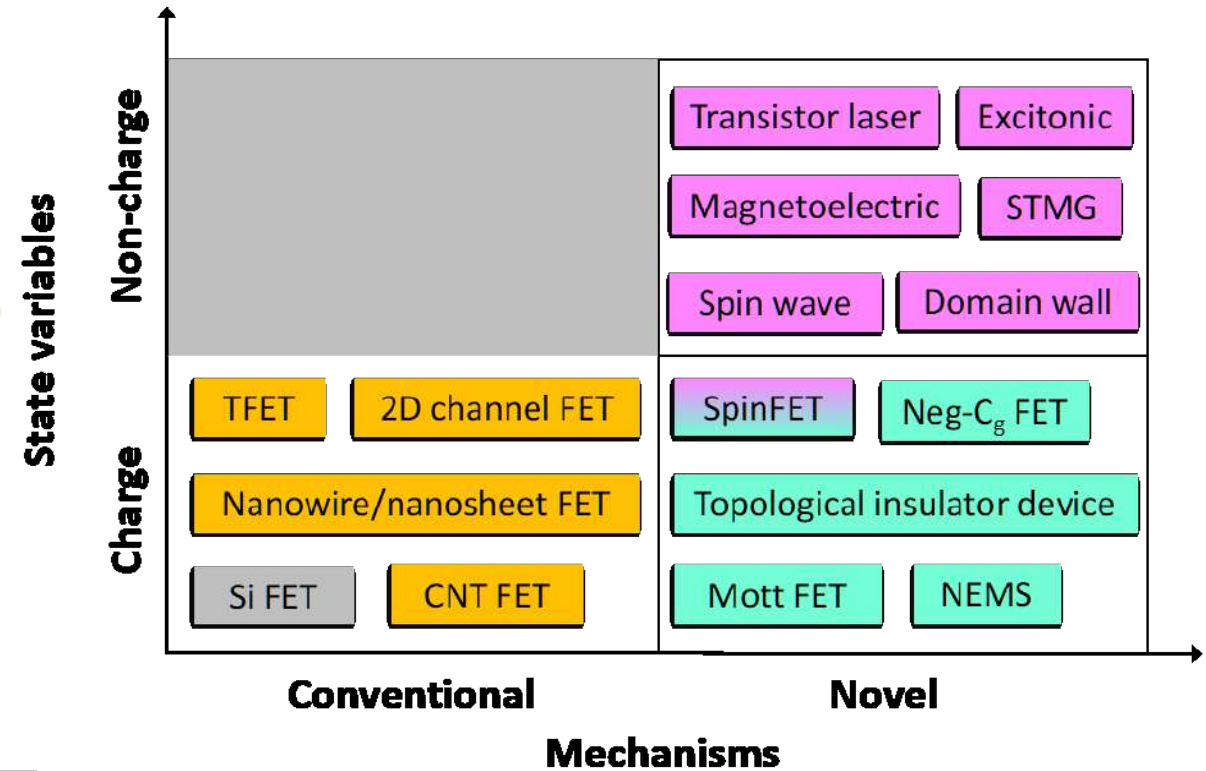 State variables
Non-charge
Charge
Transistor laser
Excitonic
Magnetoelectric
STMG
Spin wave
Domain wall
TFET
2D channel FET
SpinFET
Neg-Cg FET
Nanowire/nanosheet FET
Topological insulator device
Si FET
CNT FET
Mott FET
NEMS
Conventional
Novel
Mechanisms